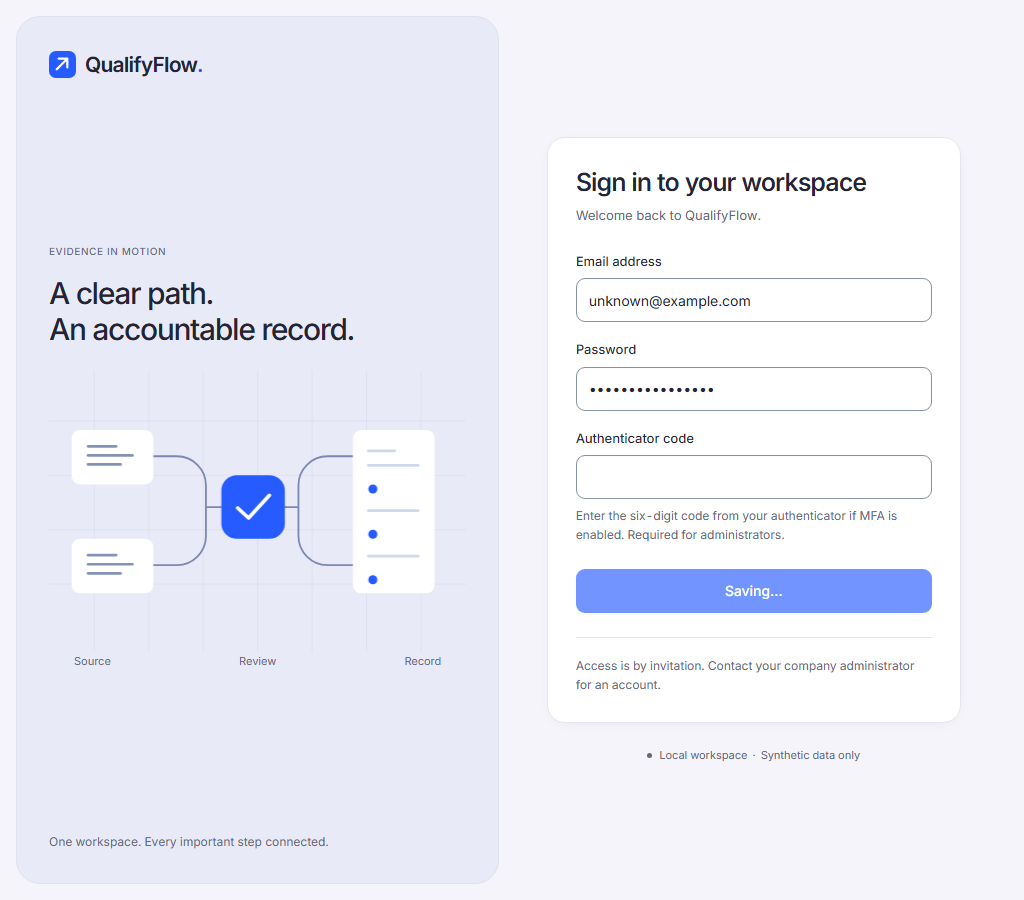 QualifyFlow.
EVIDENCE IN MOTION
A clear path.
An accountable record.
Source
Review
Record
One workspace. Every important step connected.
Sign in to your workspace
Welcome back to QualifyFlow.
Email address
unknown@example.com
Password
••••••••••••••••
Authenticator code
Enter the six-digit code from your authenticator if MFA is
enabled. Required for administrators.
Saving...
Access is by invitation. Contact your company administrator
for an account.
Local workspace · Synthetic data only